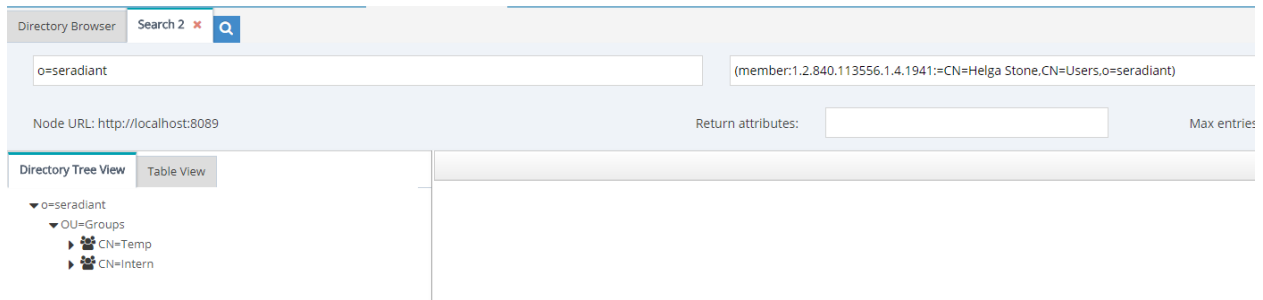 Directory Browser
Search 2
o=seradiant
(member:1.2.840.113556.1.4.1941:=CN=Helga Stone,CN=Users,o=seradiant)
Node URL: http://localhost:8089
Return attributes:
Max entries
Directory Tree View
Table View
o=seradiant
OU=Groups
CN=Temp
CN=Intern